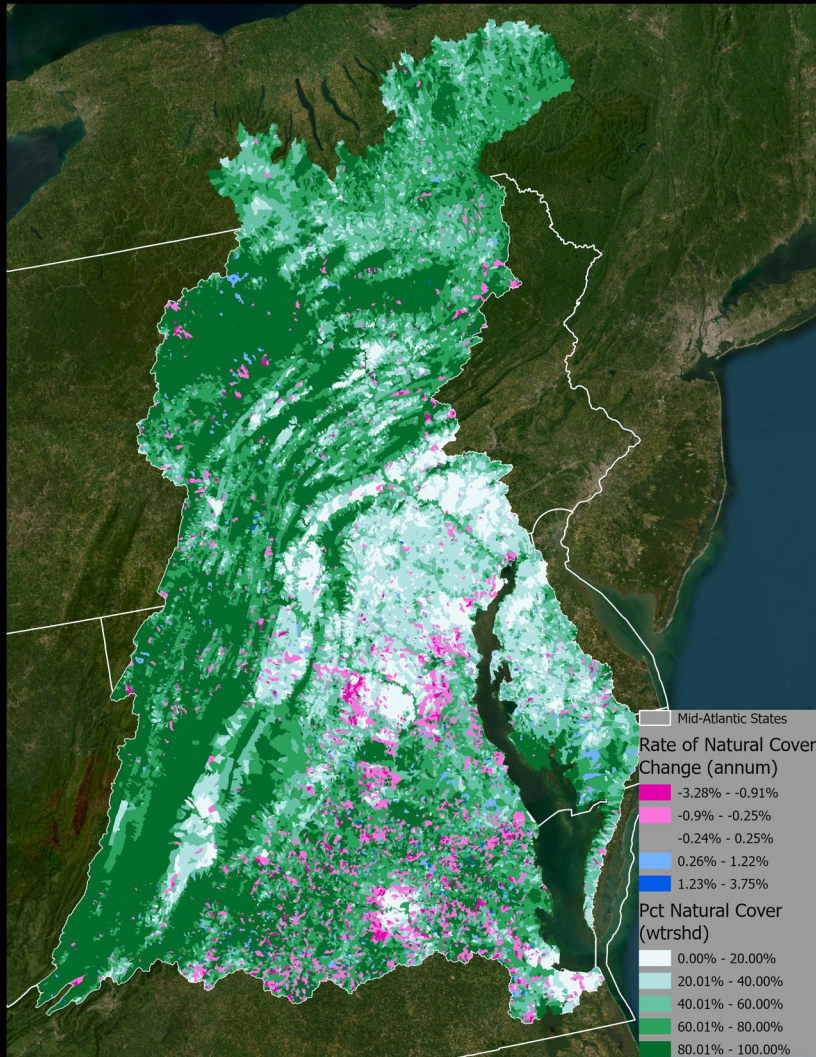 Mid-Atlantic States
Rate of Natural Cover
Change (annum)
-3.28% - -0.91%
-0.9% - -0.25%
-0.24% - 0.25%
0.26% - 1.22%
1.23% - 3.75%
Pct Natural Cover
(wtrshd)
0.00% - 20.00%
20.01% - 40.00%
40.01% - 60.00%
60.01% - 80.00%
80.01% - 100.00%